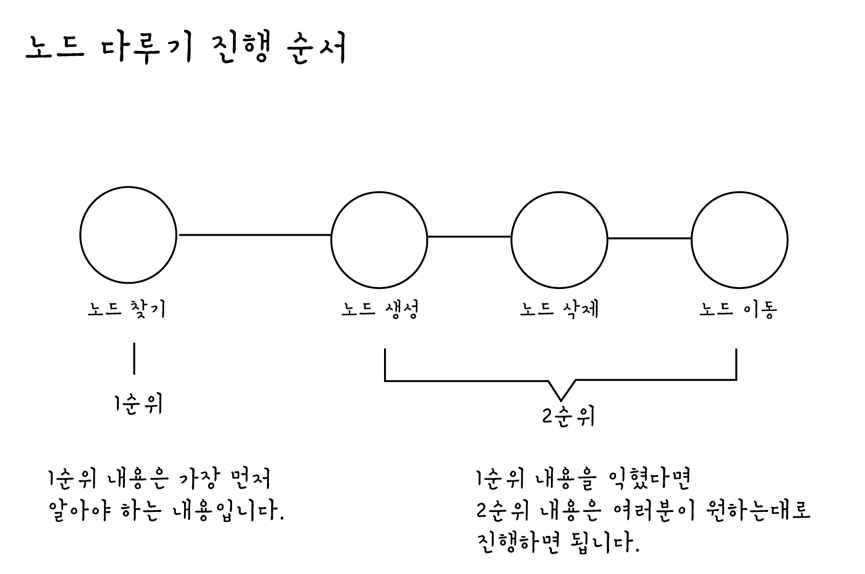 노드 다루기 진행 순서
노드 찾기
노드 생성
노드 삭제
노드 이동
1순위
2순위
1순위 내용은 가장 먼저
알아야 하는 내용입니다.
1순위 내용을 익혔다면
2순위 내용은 여러분이 원하는대로
진행하면 됩니다.